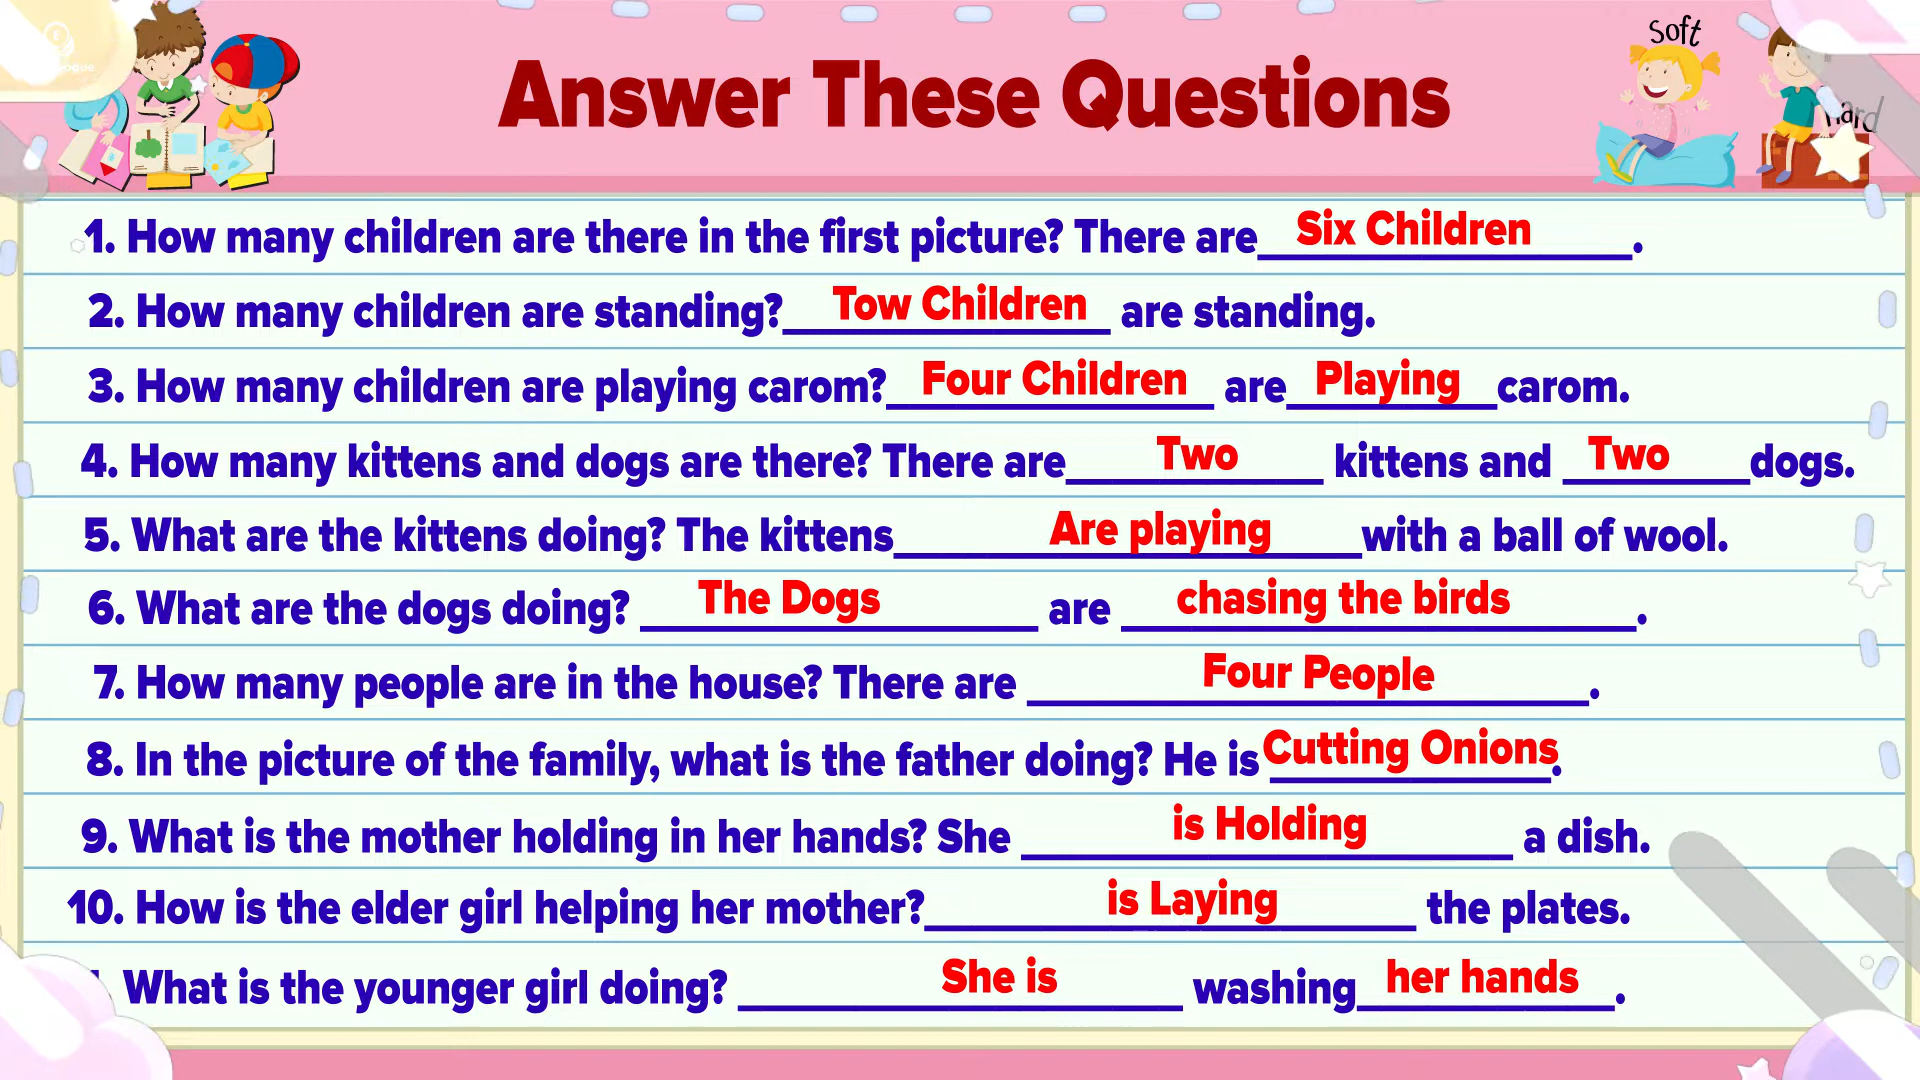 Answer These Questions
Soft
1. How many children are there in the first picture? There are Six Children.
2. How many children are standing? Tow Children are standing.
3. How many children are playing carom? Four Children are Playing carom.
4. How many kittens and dogs are there? There are Two kittens and Two dogs.
5. What are the kittens doing? The kittens Are playing with a ball of wool.
6. What are the dogs doing? The Dogs are chasing the birds.
7. How many people are in the house? There are Four People.
8. In the picture of the family, what is the father doing? He is Cutting Onions.
9. What is the mother holding in her hands? She is Holding a dish.
10. How is the elder girl helping her mother? is Laying the plates.
. What is the younger girl doing? She is washing her hands.